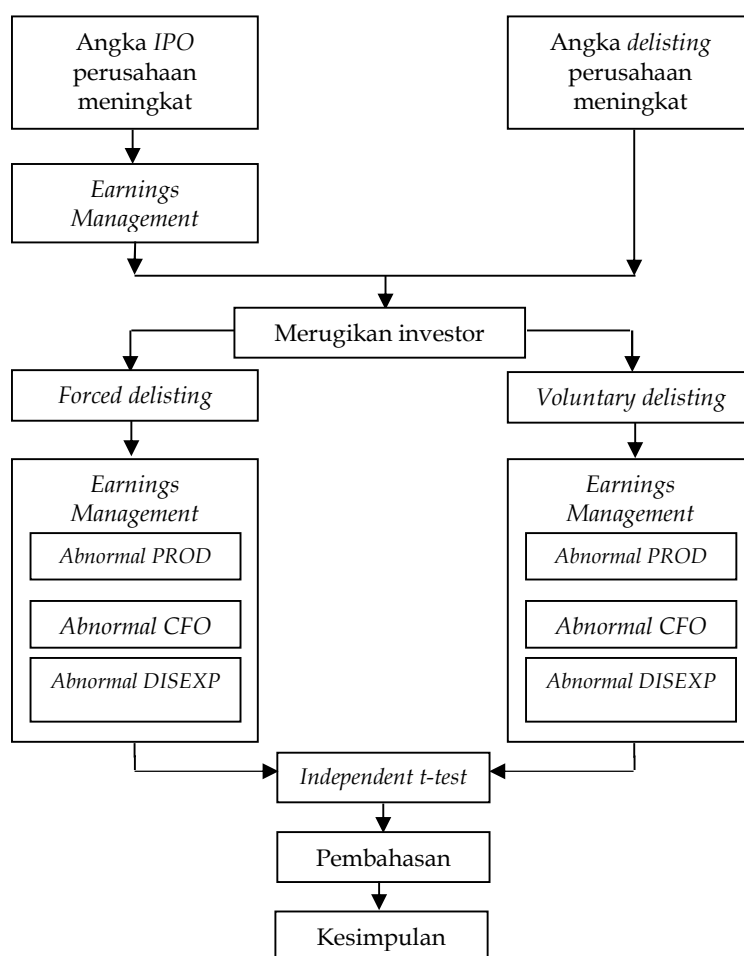 Angka IPO
perusahaan
meningkat
Angka delisting
perusahaan
meningkat
Earnings
Management
Merugikan investor
Forced delisting
Voluntary delisting
Earnings
Management
Abnormal PROD
Abnormal CFO
Abnormal DISEXP
Earnings
Management
Abnormal PROD
Abnormal CFO
Abnormal DISEXP
Independent t-test
Pembahasan
Kesimpulan